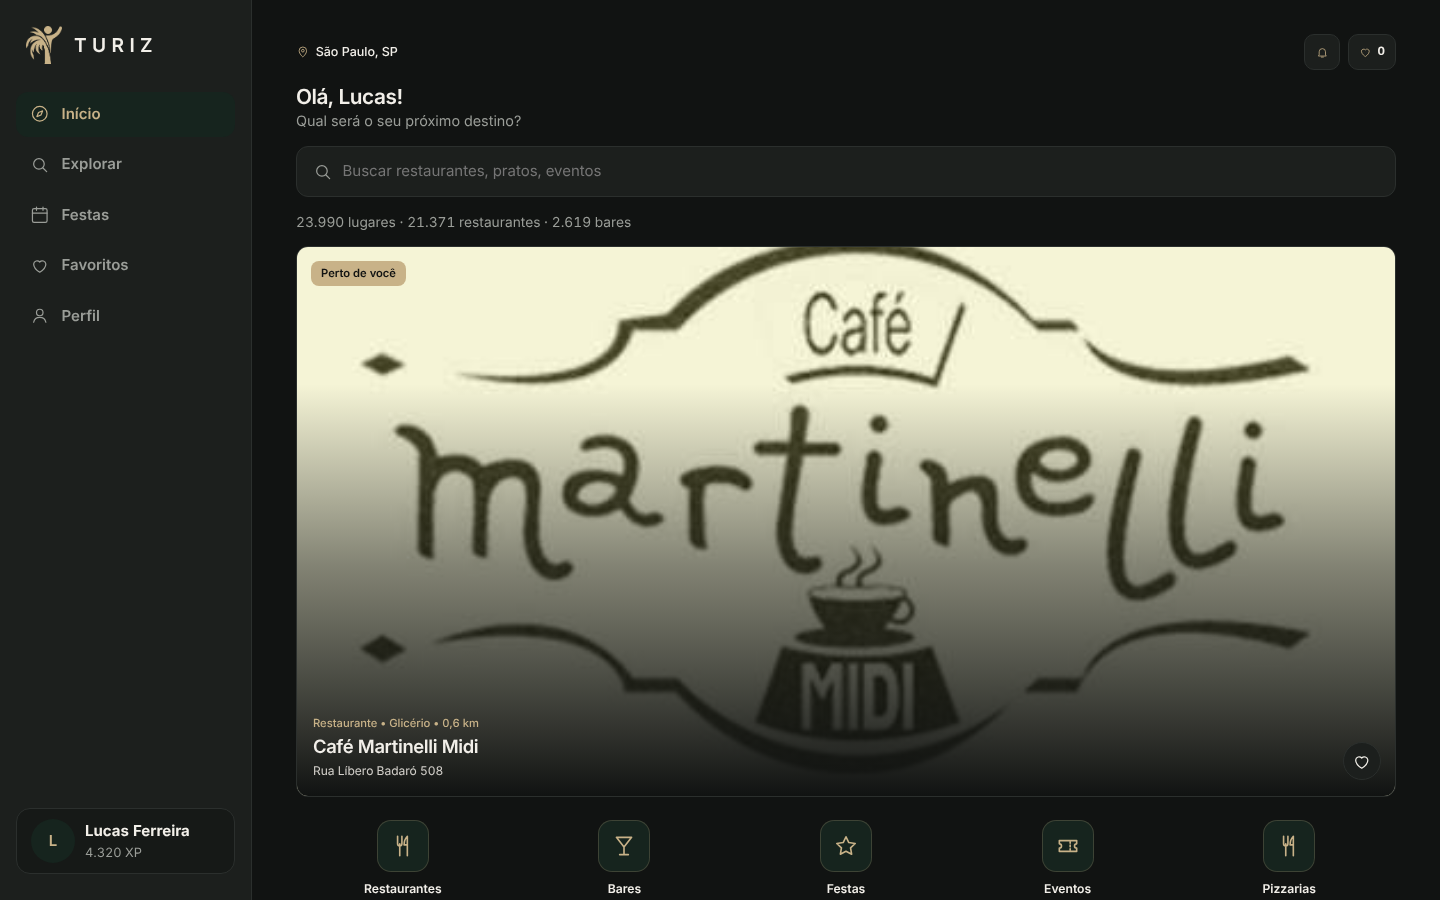 TURIZ
Início
Explorar
Festas
Favoritos
Perfil
Lucas Ferreira
L
4.320 XP
São Paulo, SP
0
Olá, Lucas!
Qual será o seu próximo destino?
Buscar restaurantes, pratos, eventos
23.990 lugares · 21.371 restaurantes · 2.619 bares
Perto de você
Café
martinelli
MIDI
Restaurante • Glicério • 0,6 km
Café Martinelli Midi
Rua Líbero Badaró 508
Restaurantes
Bares
Festas
Eventos
Pizzarias